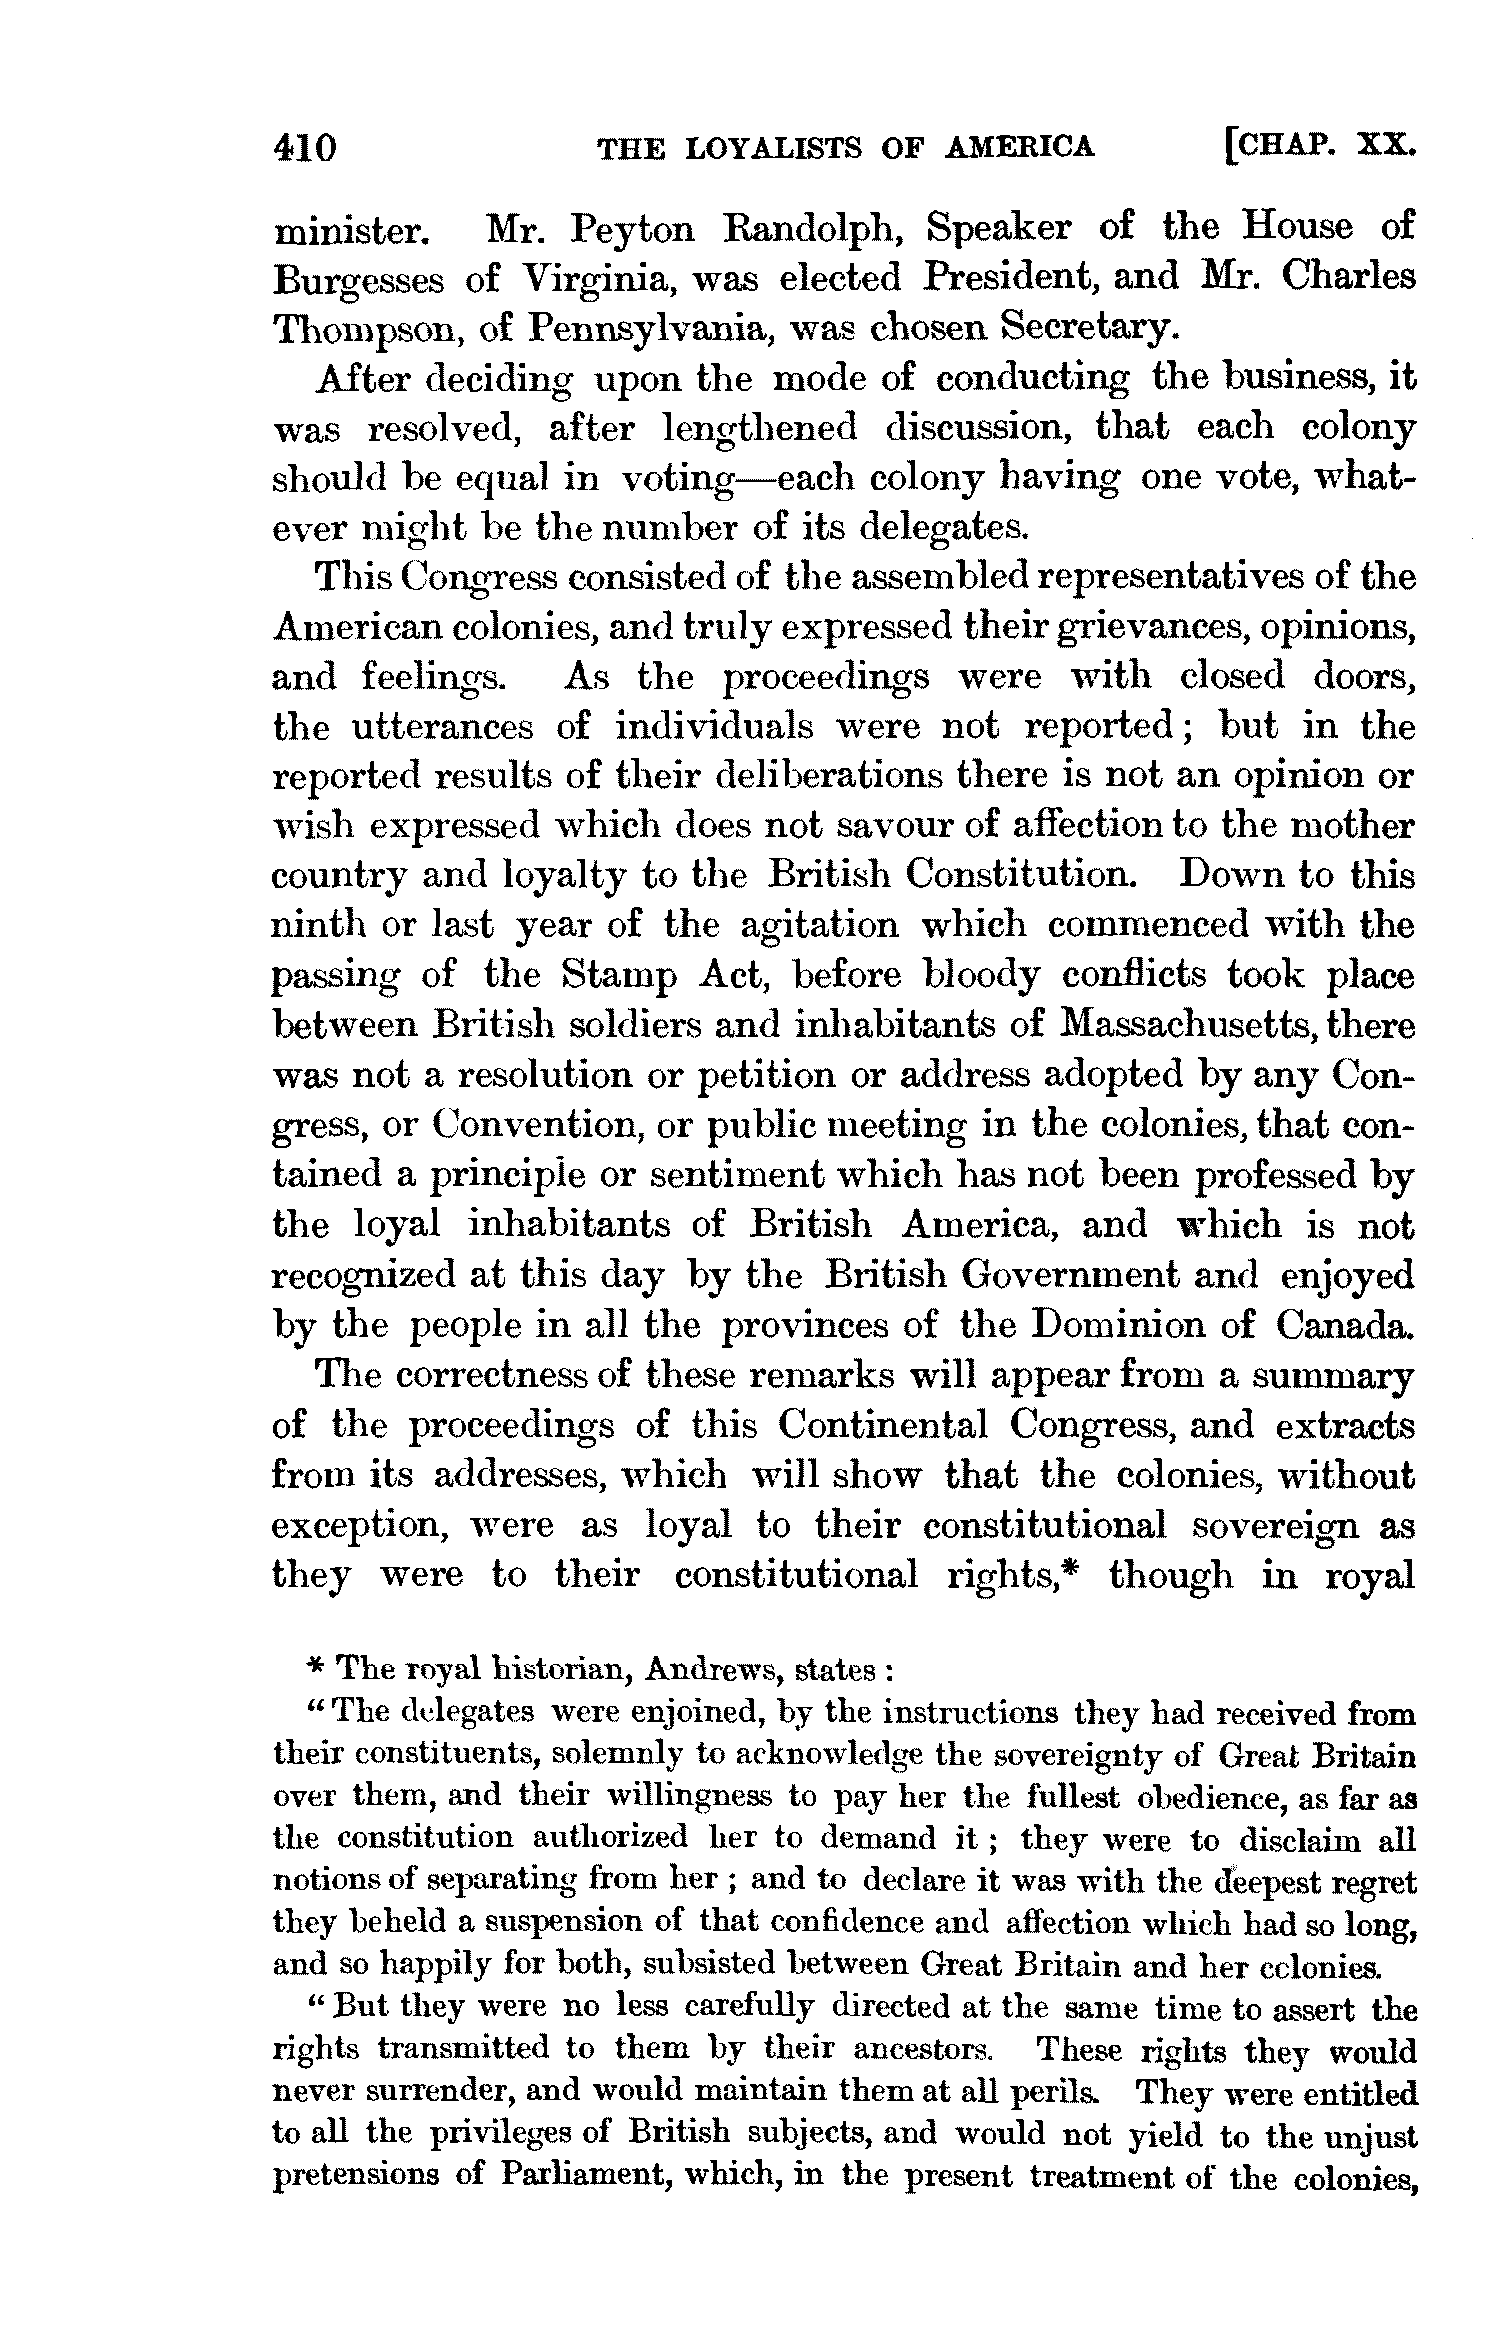 410 THE LOYALISTS OF AMERICA [CHAP. XX.
minister. Mr. Peyton Randolph, Speaker of the House of
Burgesses of Virginia, was elected President, and Mr. Charles
Thompson, of Pennsylvania, was chosen Secretary.
After deciding upon the mode of conducting the business, it
was resolved, after lengthened discussion, that each colony
should be equal in voting—each colony having one vote, what-
ever might be the number of its delegates.
This Congress consisted of the assembled representatives of the
American colonies, and truly expressed their grievances, opinions,
and feelings. As the proceedings were with closed doors,
the utterances of individuals were not reported; but in the
reported results of their deliberations there is not an opinion or
wish expressed which does not savour of affection to the mother
country and loyalty to the British Constitution. Down to this
ninth or last year of the agitation which commenced with the
passing of the Stamp Act, before bloody conflicts took place
between British soldiers and inhabitants of Massachusetts, there
was not a resolution or petition or address adopted by any Con-
gress, or Convention, or public meeting in the colonies, that con-
tained a principle or sentiment which has not been professed by
the loyal inhabitants of British America, and which is not
recognized at this day by the British Government and enjoyed
by the people in all the provinces of the Dominion of Canada.
The correctness of these remarks will appear from a summary
of the proceedings of this Continental Congress, and extracts
from its addresses, which will show that the colonies, without
exception, were as loyal to their constitutional sovereign as
they were to their constitutional rights,* though in royal
* The royal historian, Andrews, states :
"The delegates were enjoined, by the instructions they had received from
their constituents, solemnly to acknowledge the sovereignty of Great Britain
over them, and their willingness to pay her the fullest obedience, as far as
the constitution authorized her to demand it ; they were to disclaim all
notions of separating from her ; and to declare it was with the deepest regret
they beheld a suspension of that confidence and affection which had so long,
and so happily for both, subsisted between Great Britain and her colonies.
"But they were no less carefully directed at the same time to assert the
rights transmitted to them by their ancestors. These rights they would
never surrender, and would maintain them at all perils. They were entitled
to all the privileges of British subjects, and would not yield to the unjust
pretensions of Parliament, which, in the present treatment of the colonies,